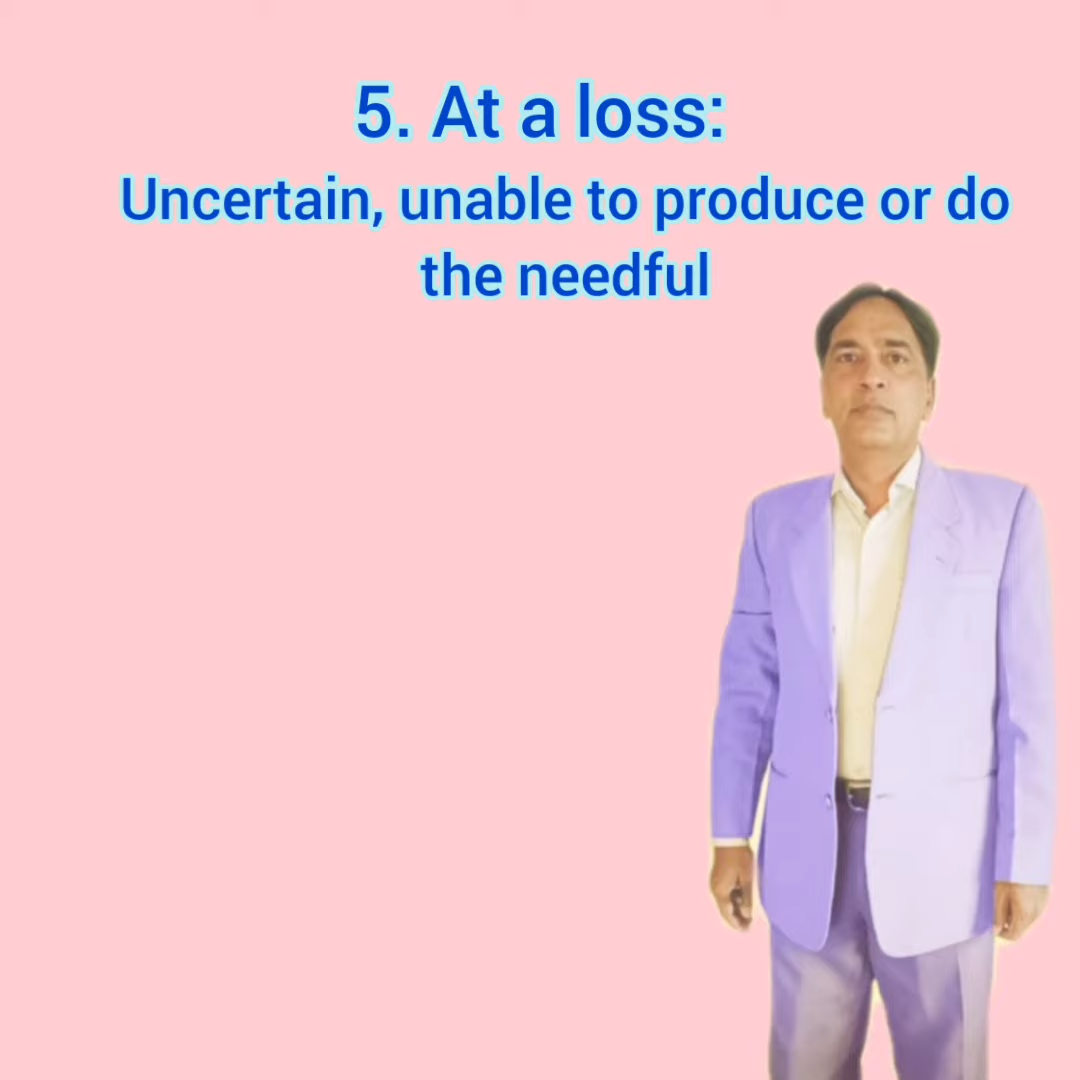 5. At a loss:
Uncertain, unable to produce or do
the needful